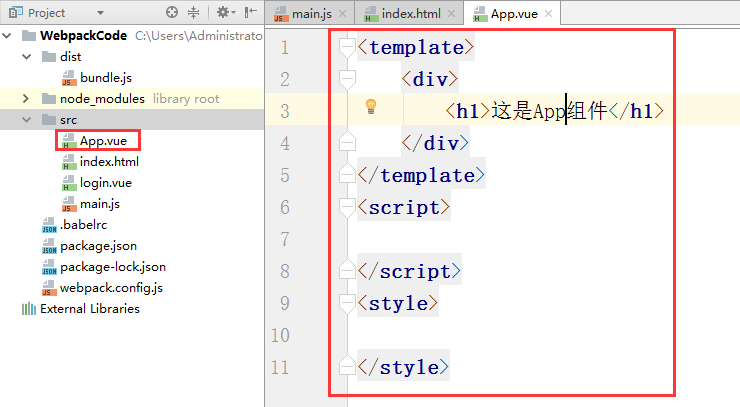 Project
WebpackCode C:\Users\Administrato
dist
bundle.js
node_modules library root
src
App.vue
index.html
login.vue
main.js
.babelrc
package.json
package-lock.json
webpack.config.js
External Libraries
main.js
index.html
App.vue
1 <template>
2 <div>
3 <h1>这是App组件</h1>
4 </div>
5 </template>
6 <script>
7
8 </script>
9 <style>
10
11 </style>